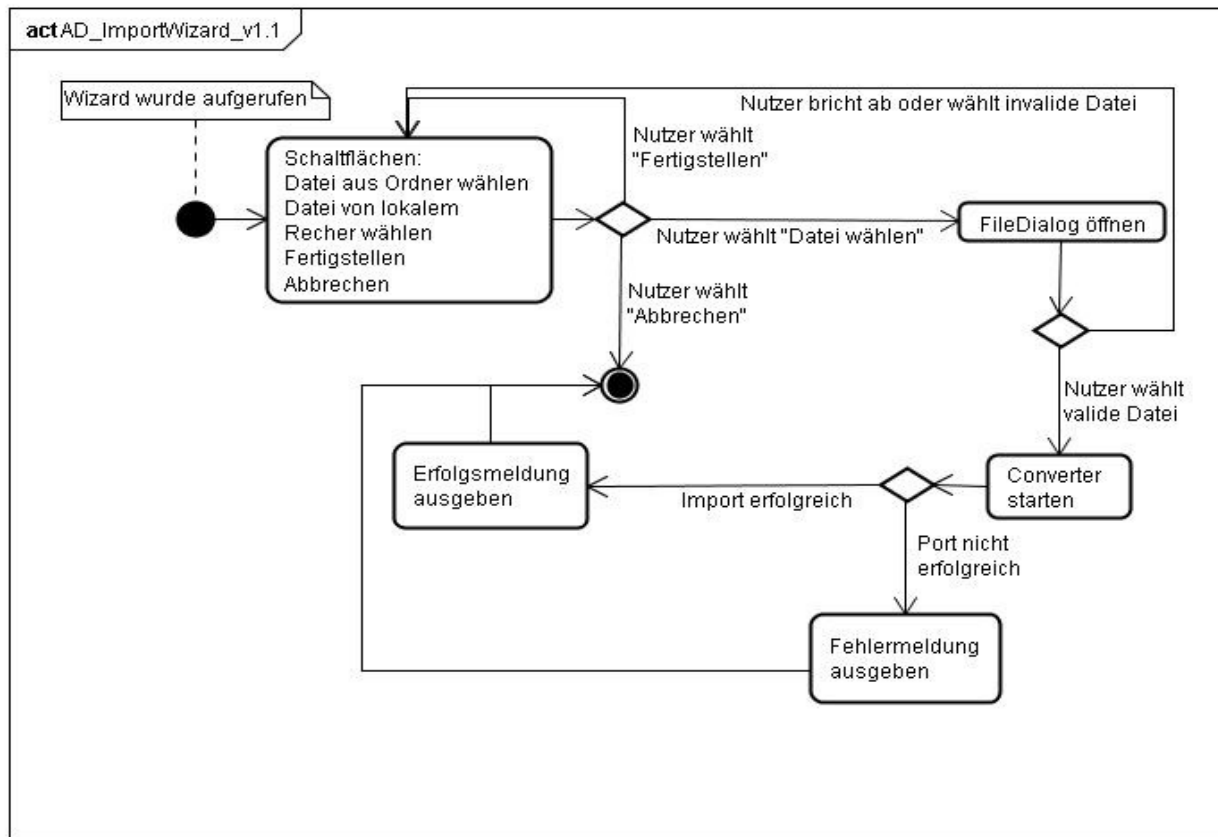 act AD_ImportWizard_v1.1
Wizard wurde aufgerufen
Nutzer bricht ab oder wählt invalide Datei
Nutzer wählt
"Fertigstellen"
Schaltflächen:
Datei aus Ordner wählen
Datei von lokalem
Recher wählen
Fertigstellen
Abbrechen
Nutzer wählt "Datei wählen"
FileDialog öffnen
Nutzer wählt
"Abbrechen"
Nutzer wählt
valide Datei
Erfolgsmeldung
ausgeben
Import erfolgreich
Converter
starten
Port nicht
erfolgreich
Fehlermeldung
ausgeben